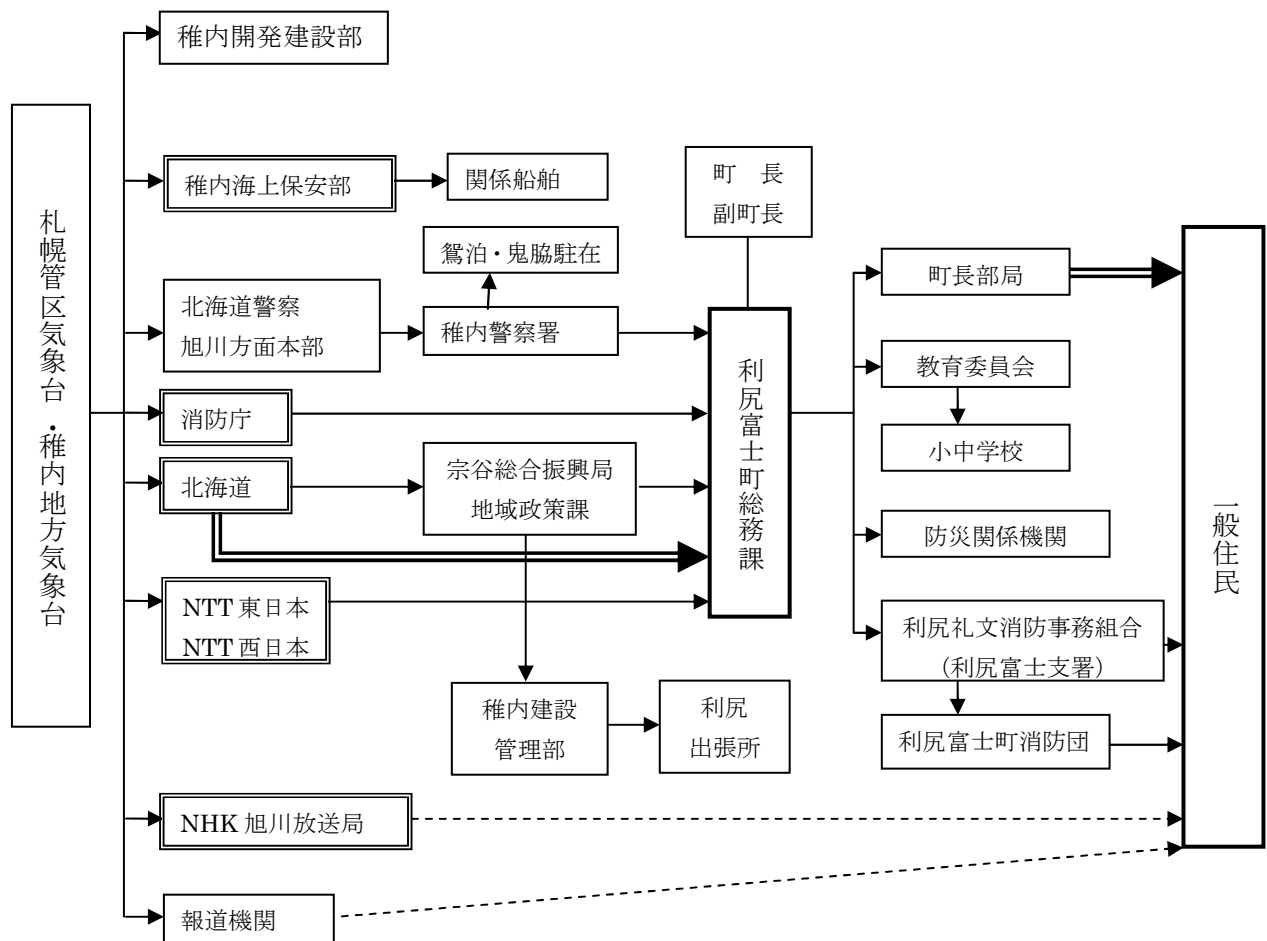 稚内開発建設部
札幌管区気象台・稚内地方気象台
稚内海上保安部
関係船舶
町　長
副町長
鴛泊・鬼脇駐在
北海道警察
旭川方面本部
稚内警察署
消防庁
北海道
宗谷総合振興局
地域政策課
NTT 東日本
NTT 西日本
利尻富士町総務課
稚内建設
管理部
利尻
出張所
町長部局
教育委員会
小中学校
防災関係機関
利尻礼文消防事務組合
（利尻富士支署）
利尻富士町消防団
一般住民
NHK 旭川放送局
報道機関